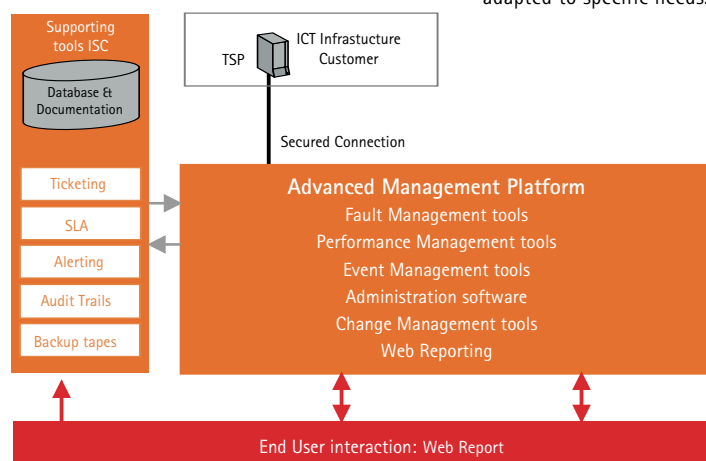 adapted to specific needs.
Supporting
tools ISC
Database &
Documentation
Ticketing
SLA
Alerting
Audit Trails
Backup tapes
TSP
ICT Infrastucture
Customer
Secured Connection
Advanced Management Platform
Fault Management tools
Performance Management tools
Event Management tools
Administration software
Change Management tools
Web Reporting
End User interaction: Web Report